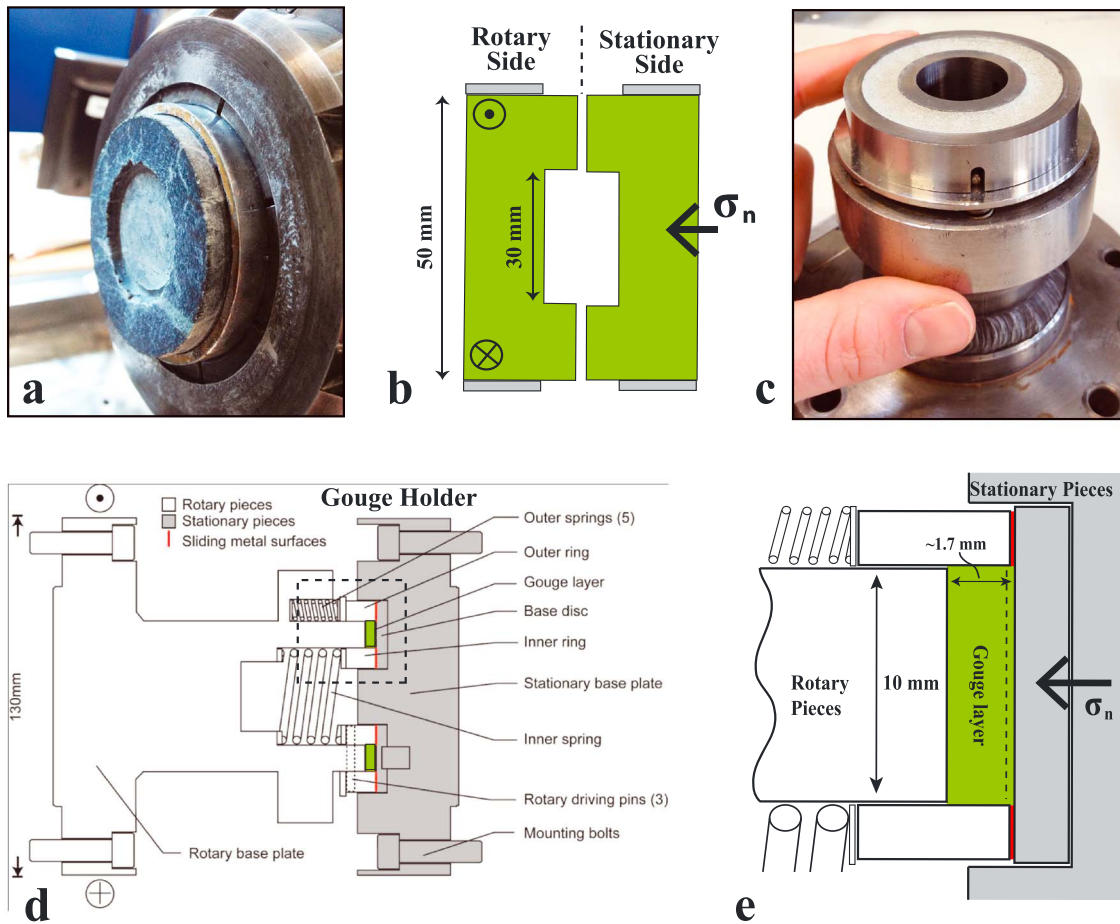 a
Rotary
Side
Stationary
Side
50 mm
30 mm
σn
b
c
Gouge Holder
Rotary pieces
Stationary pieces
Sliding metal surfaces
130mm
Outer springs (5)
Outer ring
Gouge layer
Base disc
Inner ring
Stationary base plate
Inner spring
Rotary driving pins (3)
Mounting bolts
Rotary base plate
d
Stationary Pieces
~1.7 mm
Rotary
Pieces
10 mm
Gouge layer
σn
e